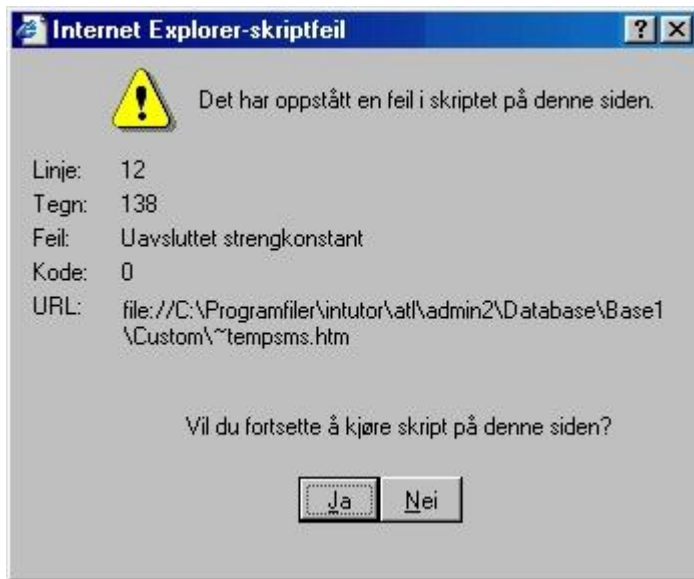 Internet Explorer-skriptfeil
Det har oppstått en feil i skriptet på denne siden.
Linje: 12
Tegn: 138
Feil: Uavsluttet strengkonstant
Kode: 0
URL: file://C:\Programfiler\intutor\atl\admin2\Database\Base1
\Custom\~tempsms.htm
Vil du fortsette å kjøre skript på denne siden?
Ja Nei